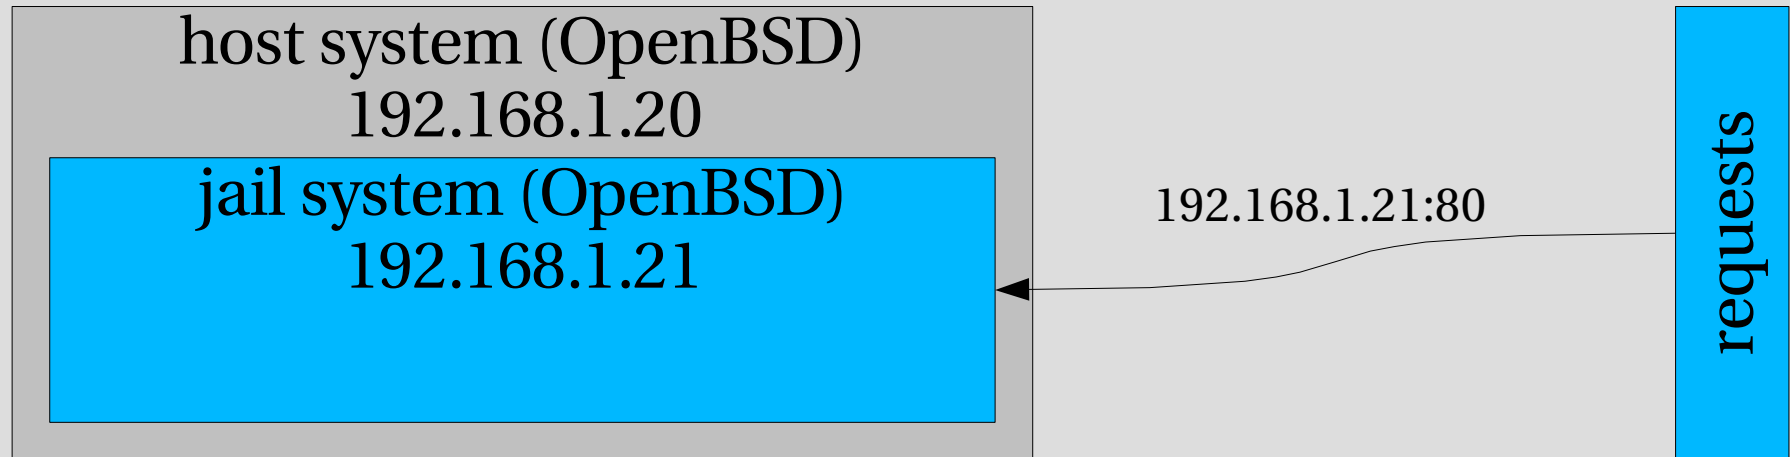 host system (OpenBSD)
192.168.1.20
jail system (OpenBSD)
192.168.1.21
192.168.1.21:80
requests